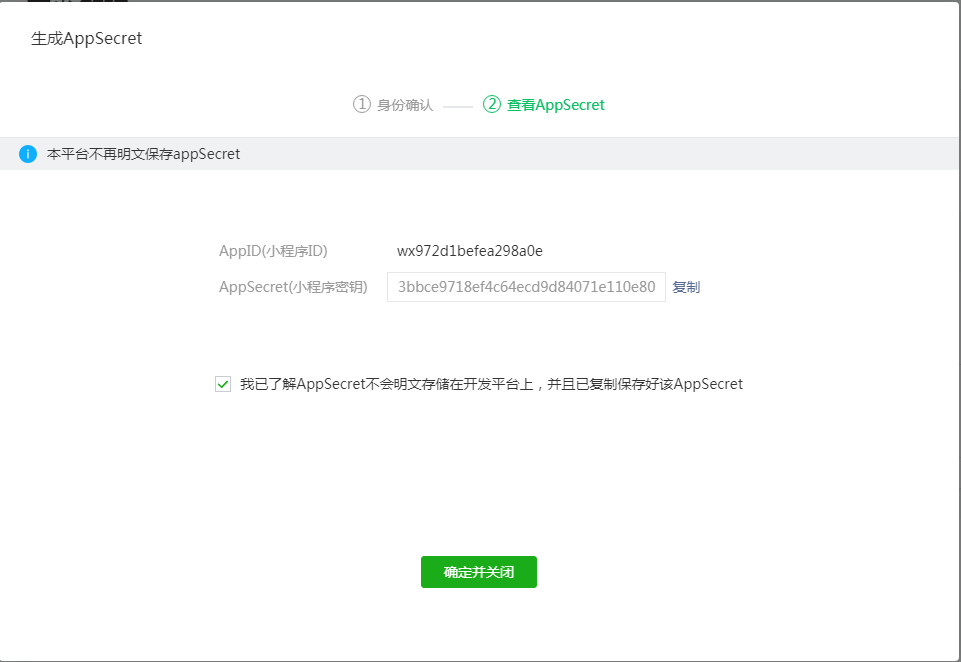 生成AppSecret
① 身份确认 —— ② 查看AppSecret
本平台不再明文保存appSecret
AppID(小程序ID) wx972d1befea298a0e
AppSecret(小程序密钥) 3bbce9718ef4c64ecd9d84071e110e80 复制
我已了解AppSecret不会明文存储在开发平台上，并且已复制保存好该AppSecret
确定并关闭